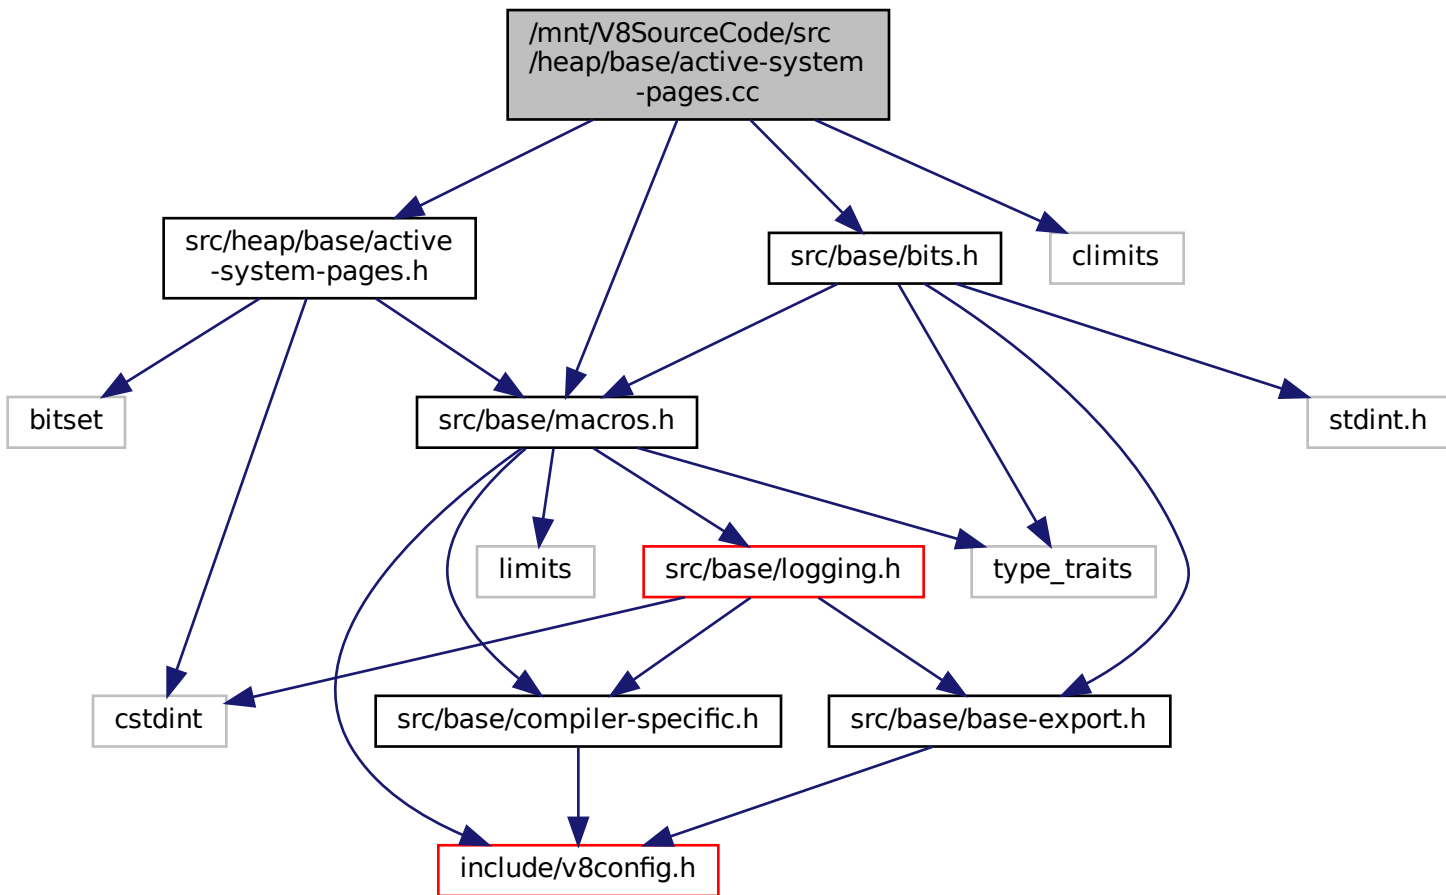 /mnt/V8SourceCode/src
/heap/base/active-system
-pages.cc
src/heap/base/active
-system-pages.h
src/base/bits.h
climits
bitset
src/base/macros.h
stdint.h
limits
src/base/logging.h
type_traits
cstdint
src/base/compiler-specific.h
src/base/base-export.h
include/v8config.h